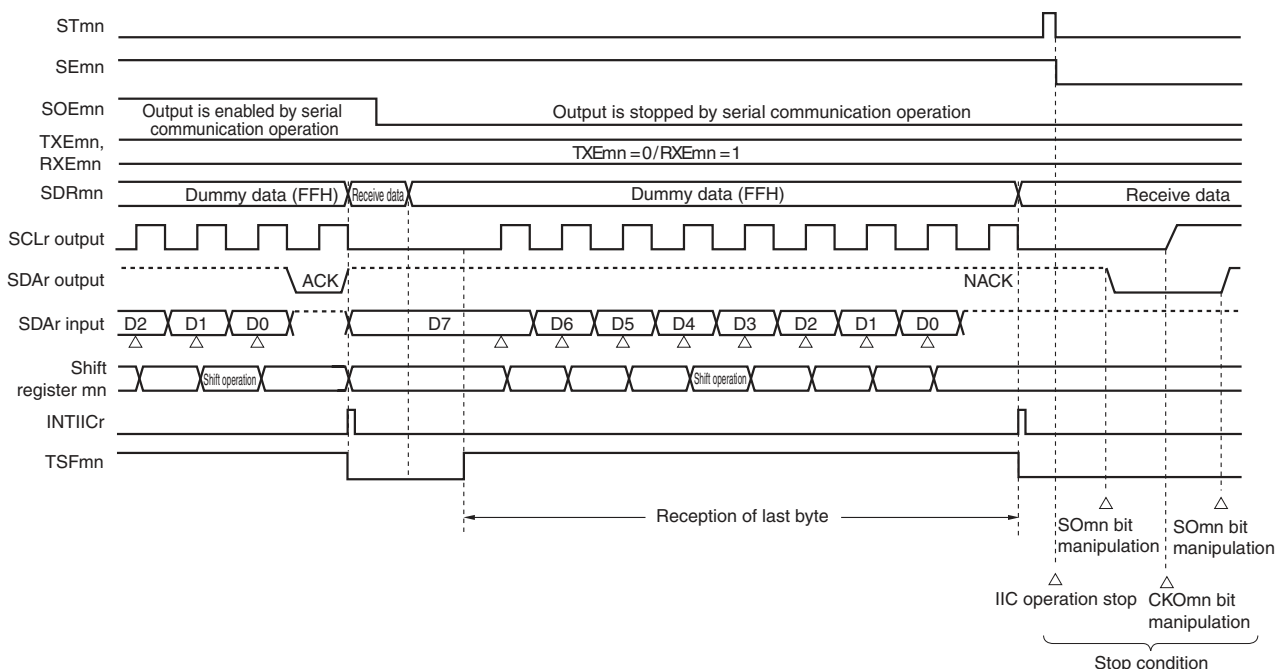 STmn
SEmn
SOEmn
Output is enabled by serial
communication operation
Output is stopped by serial communication operation
TXEmn,
RXEmn
TXEmn=0/RXEmn=1
SDRmn
Dummy data (FFH)
Receive data
Dummy data (FFH)
Receive data
SCLr output
SDAr output
ACK
NACK
SDAr input
D2
D1
D0
D7
D6
D5
D4
D3
D2
D1
D0
Shift
register mn
Shift operation
Shift operation
INTIICr
TSFmn
Reception of last byte
SOmn bit
manipulation
SOmn bit
manipulation
IIC operation stop
CKOmn bit
manipulation
Stop condition